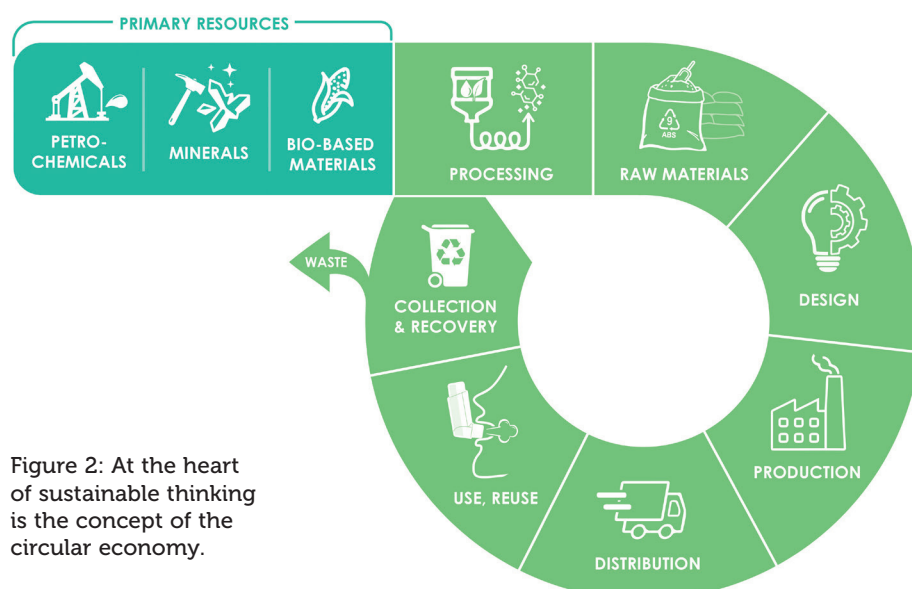 PRIMARY RESOURCES
PETRO-
CHEMICALS
MINERALS
BIO-BASED
MATERIALS
PROCESSING
RAW MATERIALS
9
ABS
DESIGN
PRODUCTION
DISTRIBUTION
USE, REUSE
COLLECTION
& RECOVERY
WASTE
Figure 2: At the heart
of sustainable thinking
is the concept of the
circular economy.